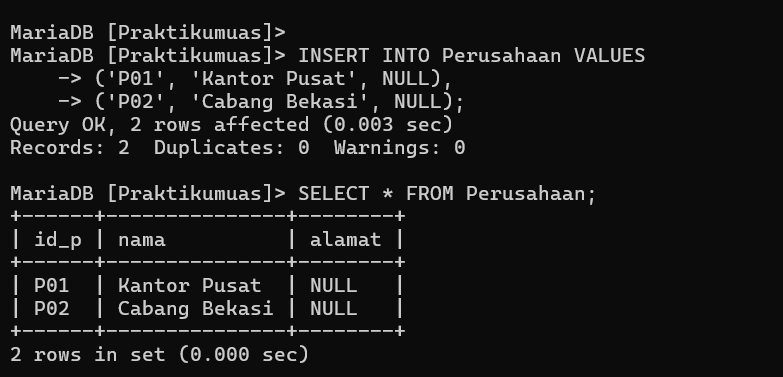 MariaDB [Praktikumuas]>
MariaDB [Praktikumuas]> INSERT INTO Perusahaan VALUES
    -> ('P01', 'Kantor Pusat', NULL),
    -> ('P02', 'Cabang Bekasi', NULL);
Query OK, 2 rows affected (0.003 sec)
Records: 2  Duplicates: 0  Warnings: 0

MariaDB [Praktikumuas]> SELECT * FROM Perusahaan;
+------+---------------+--------+
| id_p | nama          | alamat |
+------+---------------+--------+
| P01  | Kantor Pusat  | NULL   |
| P02  | Cabang Bekasi | NULL   |
+------+---------------+--------+
2 rows in set (0.000 sec)